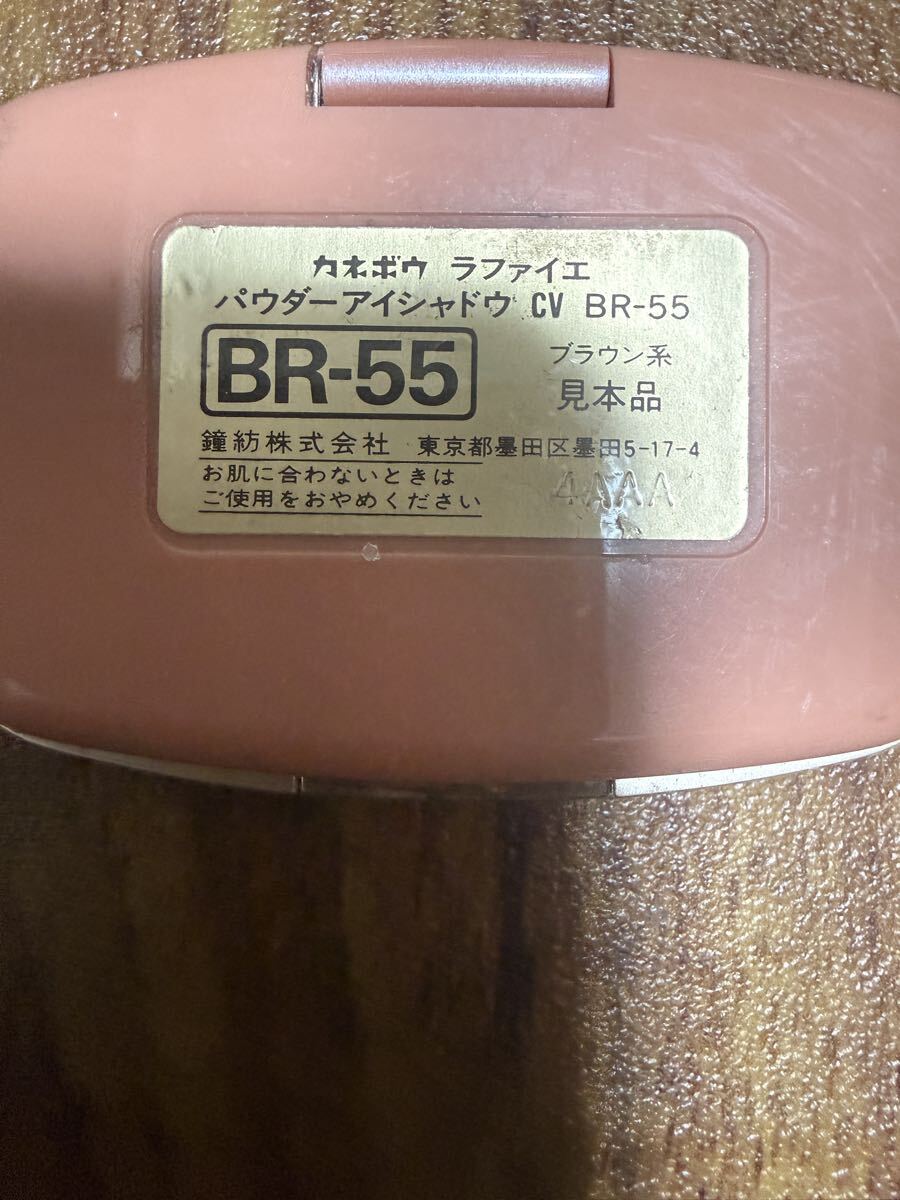 カネボウ ラファイエ
パウダーアイシャドウ CV BR-55
BR-55
ブラウン系
見本品
鐘紡株式会社 東京都墨田区墨田5-17-4
お肌に合わないときは
ご使用をおやめください
4AAA